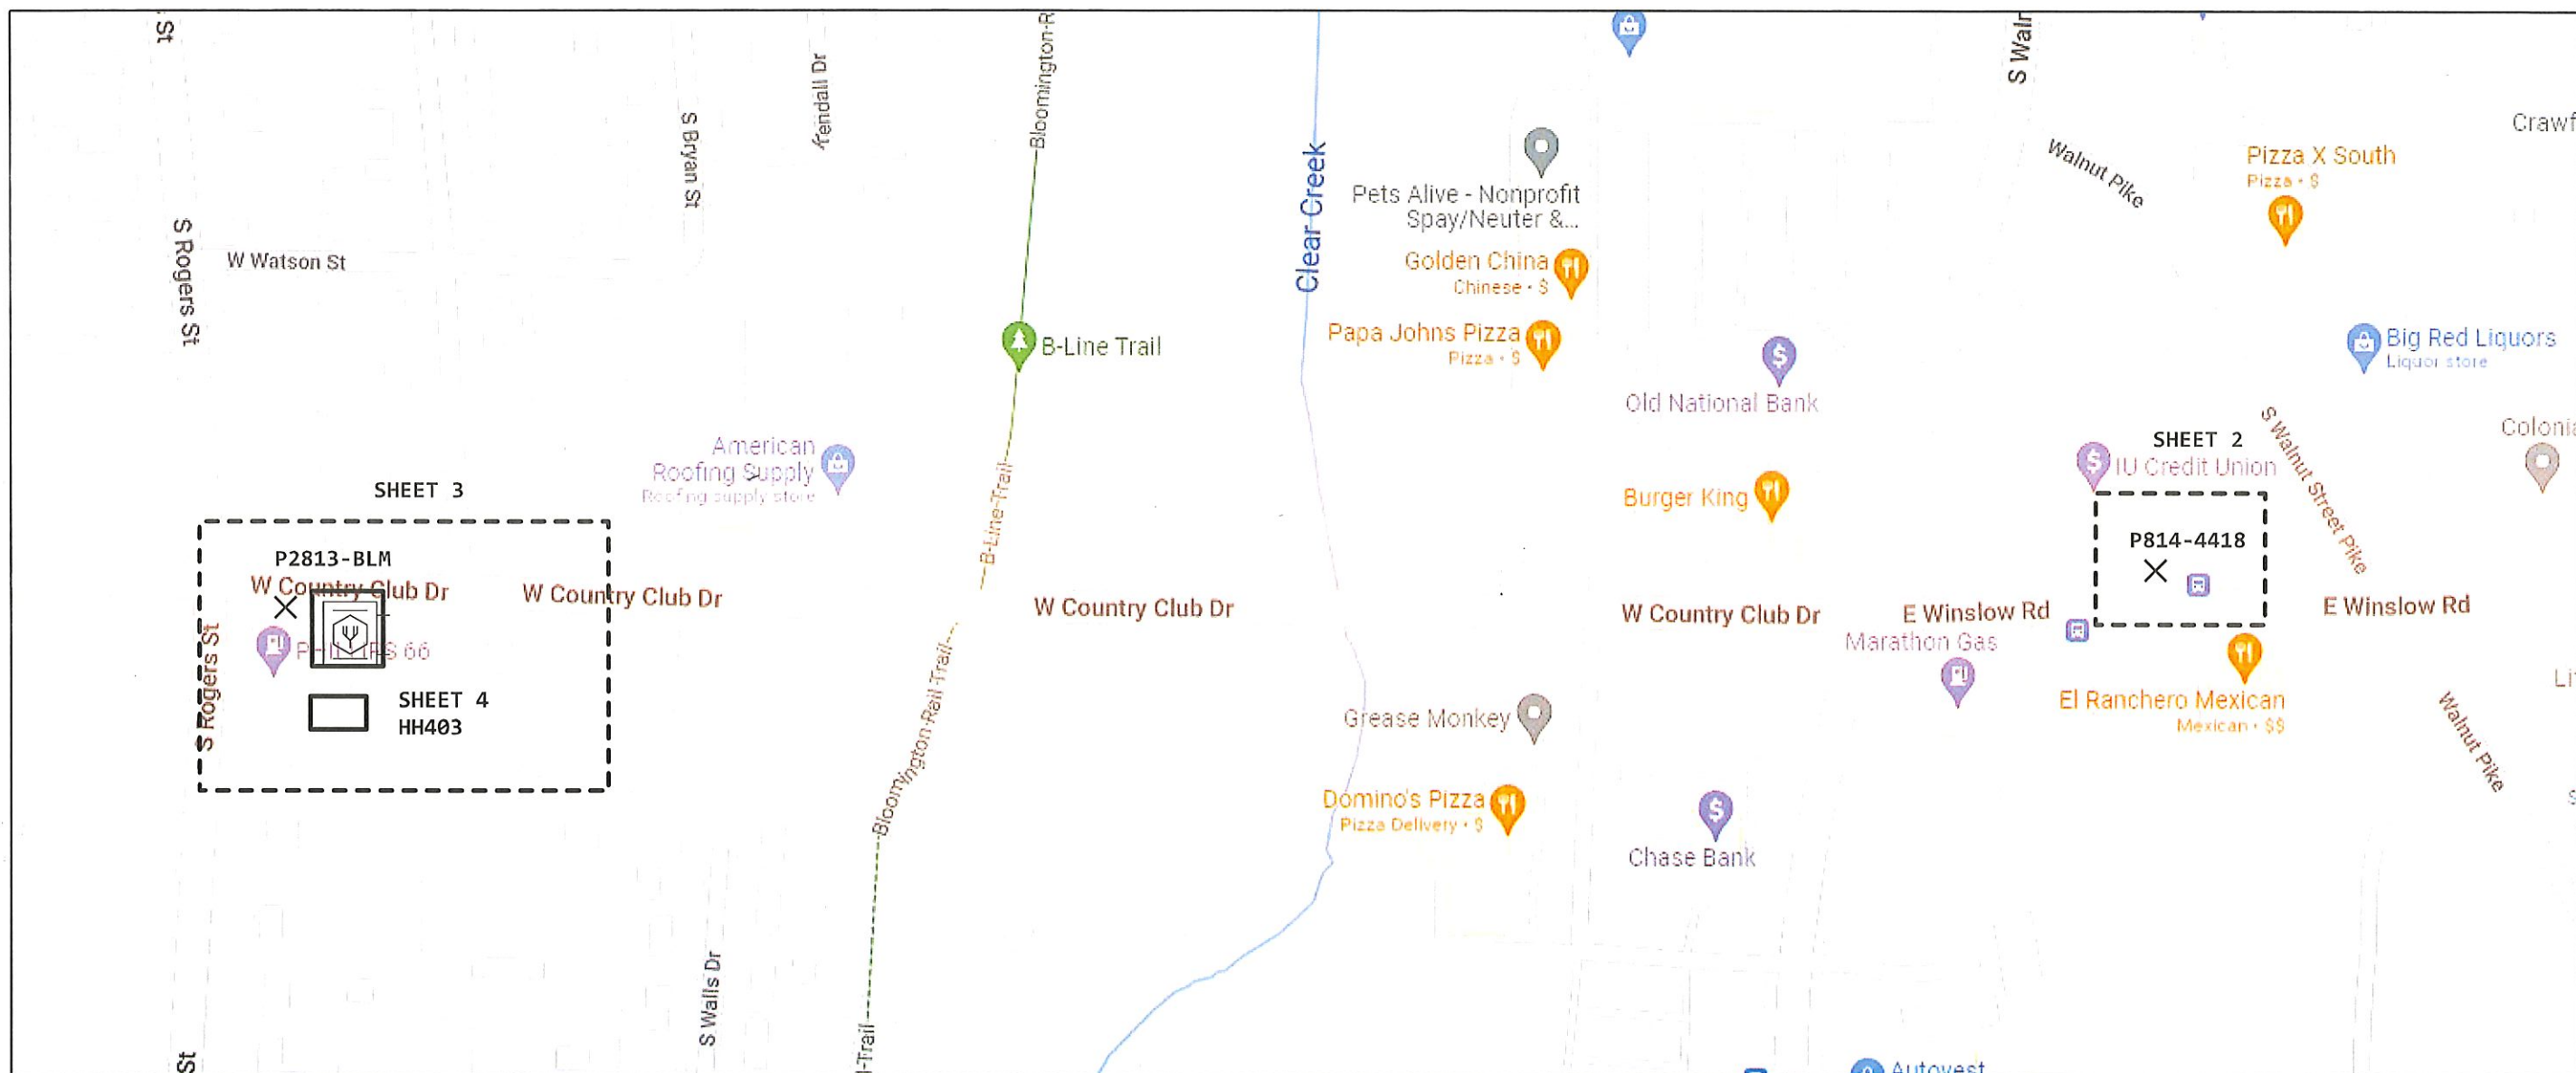 St
S Rogers St
W Watson St
S Bryan St
Kendall Dr
Bloomington-R
B-Line Trail
Clear Creek
Pets Alive - Nonprofit
Spay/Neuter &...
Golden China
Chinese • $
Papa Johns Pizza
Pizza • $
Old National Bank
Burger King
S Waln
Walnut Pike
Crawf
Pizza X South
Pizza • $
Big Red Liquors
Liquor store
S Walnut Street Pike
Colonia
SHEET 2
IU Credit Union
P814-4418
American
Roofing Supply
Roofing supply store
B-Line-Trail
SHEET 3
P2813-BLM
W Country Club Dr
W Country Club Dr
W Country Club Dr
W Country Club Dr
E Winslow Rd
E Winslow Rd
Marathon Gas
S Rogers St
66
SHEET 4
HH403
Bloomington Rail-Trail
Grease Monkey
El Ranchero Mexican
Mexican • $$
Walnut Pike
Li
Domino's Pizza
Pizza Delivery • $
Chase Bank
S Walls Dr
l-Trail
St
Autovest